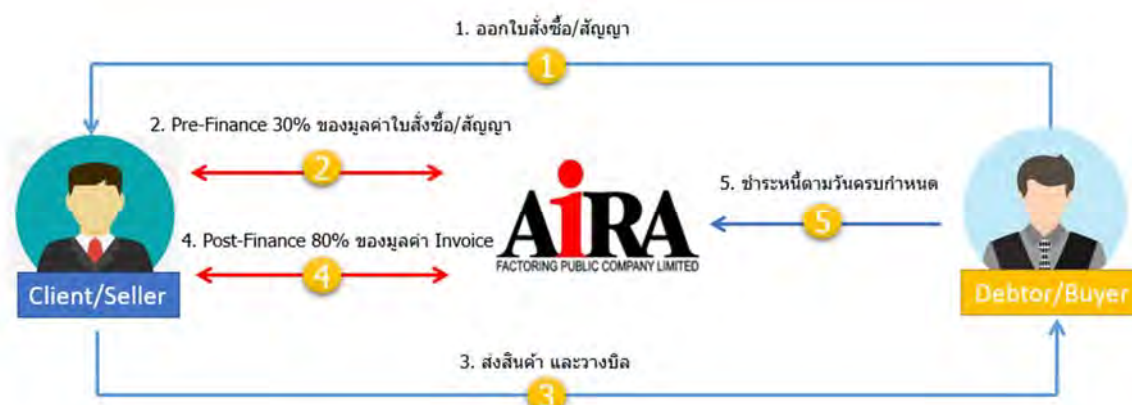 1. ออกใบสั่งซื้อ/สัญญา
1
2. Pre-Finance 30% ของมูลค่าใบสั่งซื้อ/สัญญา
2
5. ชำระหนี้ตามวันครบกำหนด
5
AiRA
FACTORING PUBLIC COMPANY LIMITED
4. Post-Finance 80% ของมูลค่า Invoice
4
Client/Seller
Debtor/Buyer
3. ส่งสินค้า และวางบิล
3